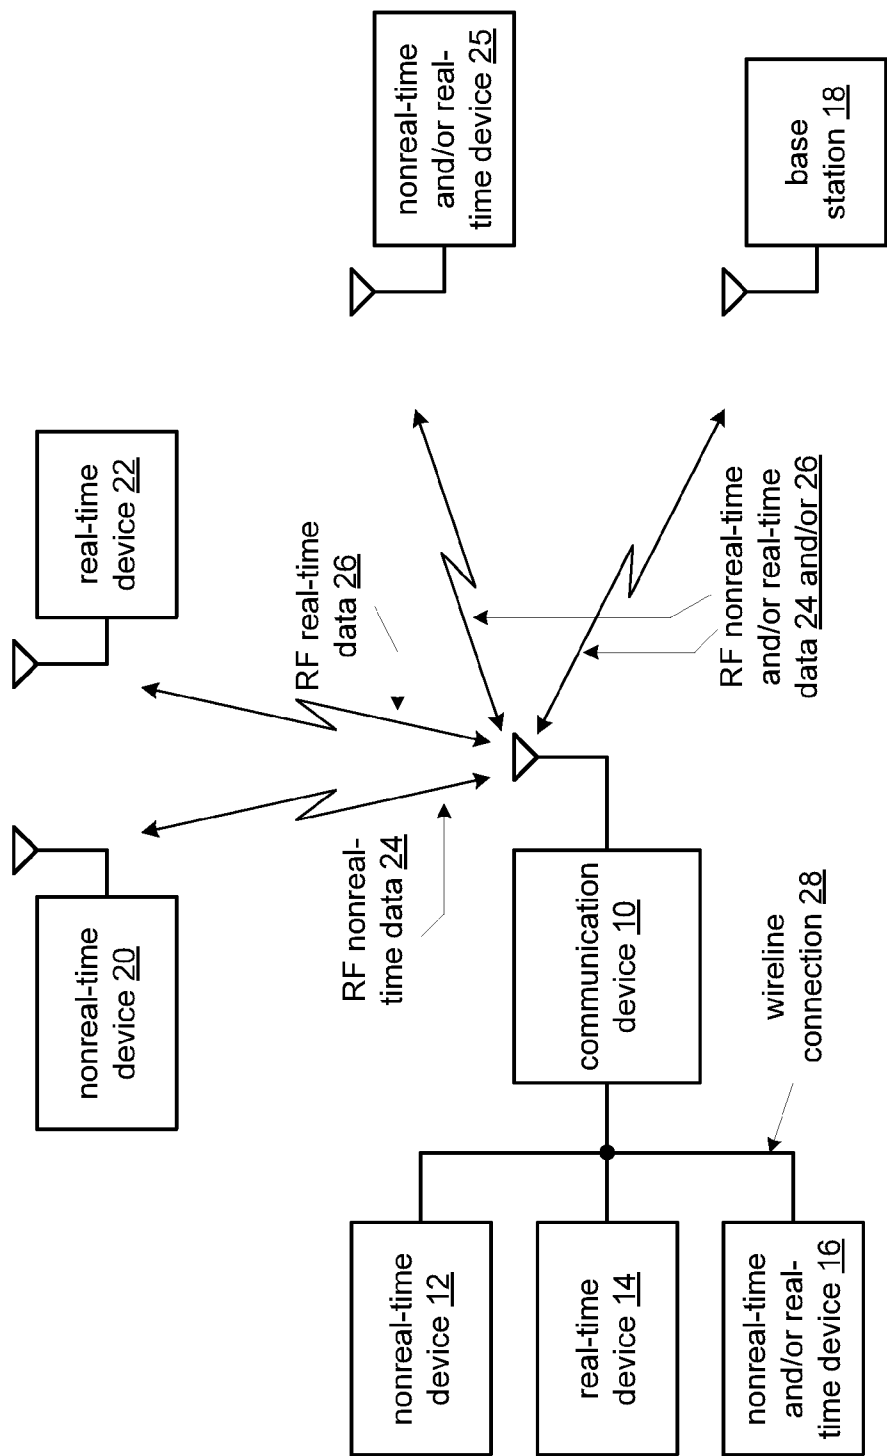 nonreal-time
device 20
real-time
device 22
nonreal-time
and/or real-
time device 25
base
station 18
RF real-time
data 26
RF nonreal-
time data 24
RF nonreal-time
and/or real-time
data 24 and/or 26
communication
device 10
wireline
connection 28
nonreal-time
device 12
real-time
device 14
nonreal-time
and/or real-
time device 16